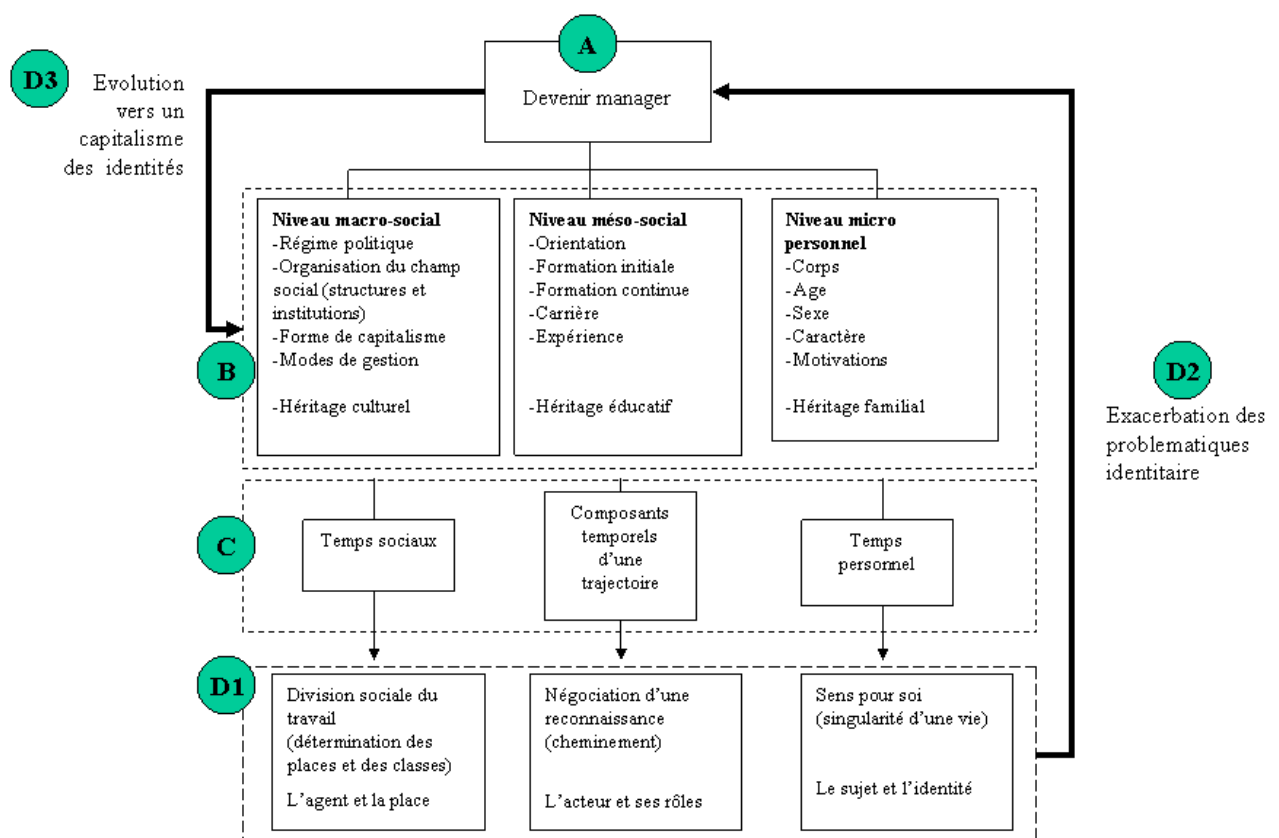 A
Devenir manager
D3
Evolution
vers un
capitalisme
des identités
Niveau macro-social
-Régime politique
-Organisation du champ
social (structures et
institutions)
-Forme de capitalisme
-Modes de gestion
-Héritage culturel
Niveau méso-social
-Orientation
-Formation initiale
-Formation continue
-Carrière
-Expérience
-Héritage éducatif
Niveau micro
personnel
-Corps
-Age
-Sexe
-Caractère
-Motivations
-Héritage familial
B
D2
Exacerbation des
problematiques
identitaire
C
Temps sociaux
Composants
temporels
d'une
trajectoire
Temps
personnel
D1
Division sociale du
travail
(détermination des
places et des classes)
L'agent et la place
Négociation d'une
reconnaissance
(cheminement)
L'acteur et ses rôles
Sens pour soi
(singularité d'une vie)
Le sujet et l'identité